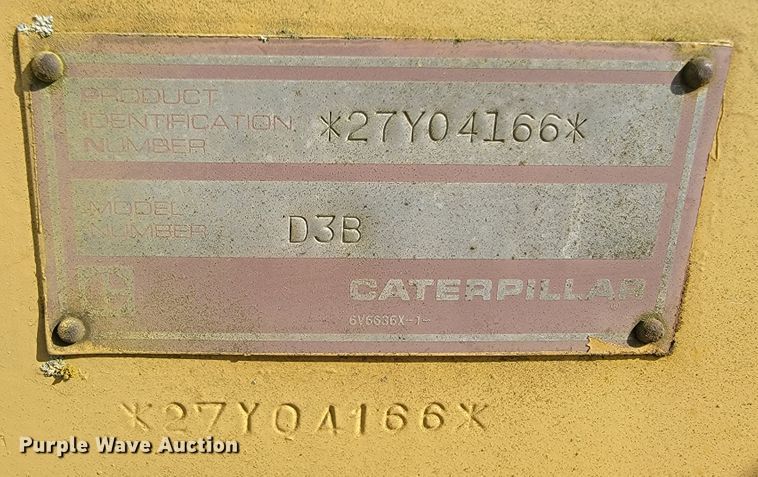 PRODUCT
IDENTIFICATION
NUMBER
*27Y04166*
MODEL
NUMBER
D3B
CATERPILLAR
6V6636X-1-
*27Y04166*
Purple Wave Auction